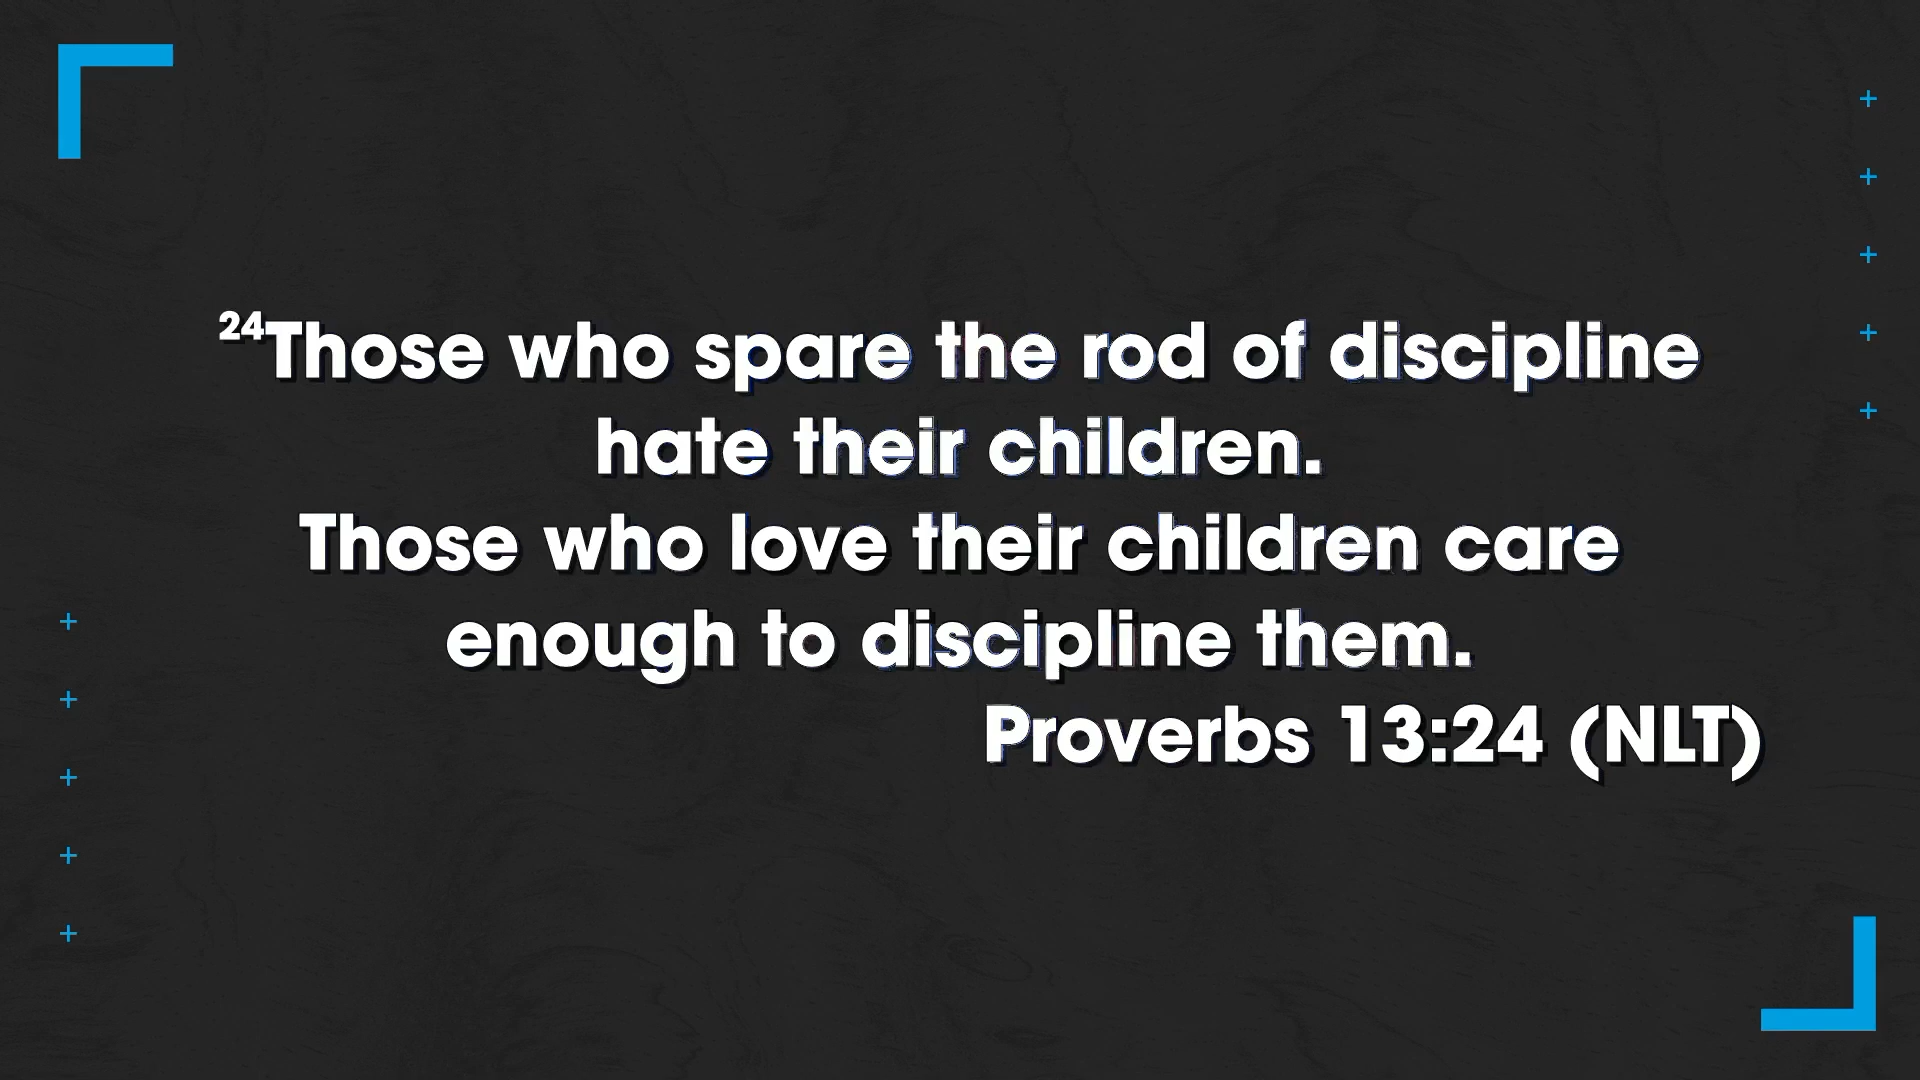 ²⁴Those who spare the rod of discipline
hate their children.
Those who love their children care
enough to discipline them.
Proverbs 13:24 (NLT)